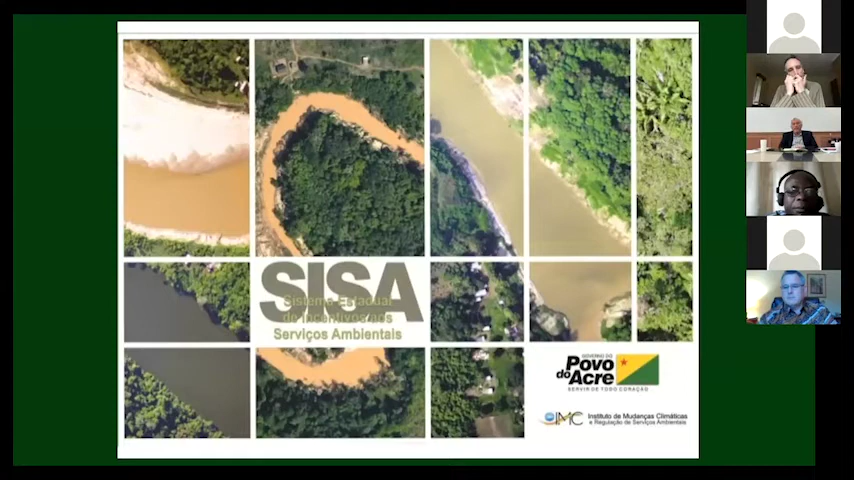 SISA
Sistema Estadual
de Incentivos aos
Serviços Ambientais
GOVERNO DO
Povo
do Acre
SERVIR DE TODO CORAÇÃO
IMC
Instituto de Mudanças Climáticas
e Regulação de Serviços Ambientais